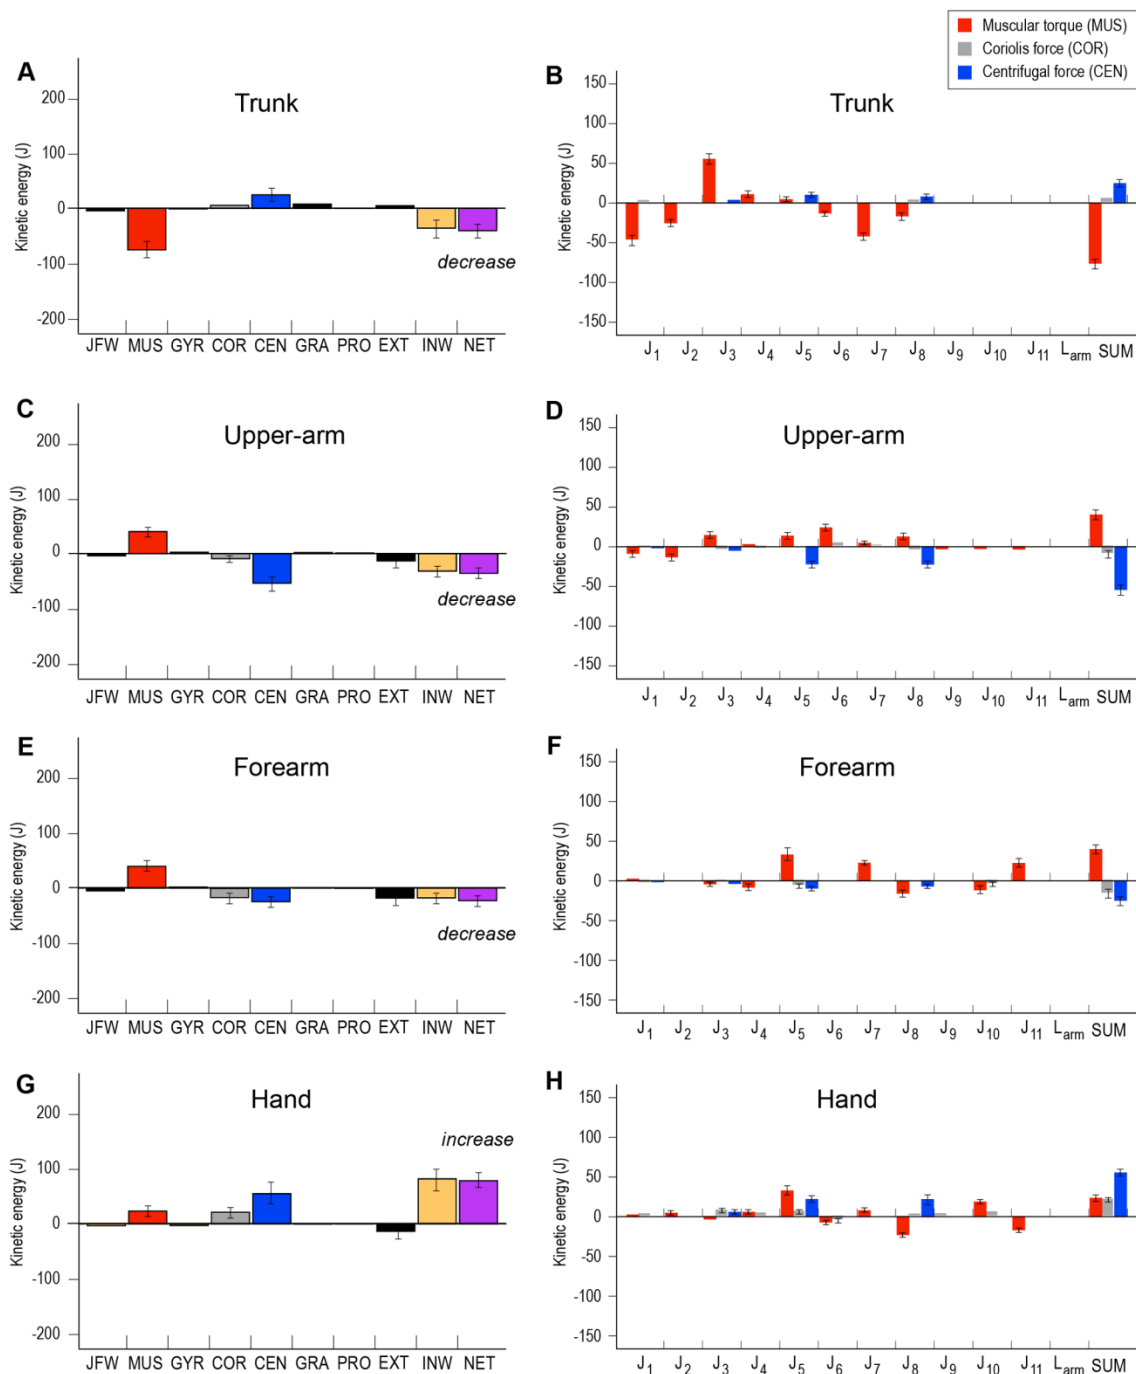 Muscular torque (MUS)
Coriolis force (COR)
Centrifugal force (CEN)
A
Trunk
Kinetic energy (J)
200
100
0
-100
-200
decrease
JFW MUS GYR COR CEN GRA PRO EXT INW NET
B
Trunk
Kinetic energy (J)
150
100
50
0
-50
-100
-150
J1 J2 J3 J4 J5 J6 J7 J8 J9 J10 J11 Larm SUM
C
Upper-arm
Kinetic energy (J)
200
100
0
-100
-200
decrease
JFW MUS GYR COR CEN GRA PRO EXT INW NET
D
Upper-arm
Kinetic energy (J)
150
100
50
0
-50
-100
-150
J1 J2 J3 J4 J5 J6 J7 J8 J9 J10 J11 Larm SUM
E
Forearm
Kinetic energy (J)
200
100
0
-100
-200
decrease
JFW MUS GYR COR CEN GRA PRO EXT INW NET
F
Forearm
Kinetic energy (J)
150
100
50
0
-50
-100
-150
J1 J2 J3 J4 J5 J6 J7 J8 J9 J10 J11 Larm SUM
G
Hand
Kinetic energy (J)
200
100
0
-100
-200
increase
JFW MUS GYR COR CEN GRA PRO EXT INW NET
H
Hand
Kinetic energy (J)
150
100
50
0
-50
-100
-150
J1 J2 J3 J4 J5 J6 J7 J8 J9 J10 J11 Larm SUM